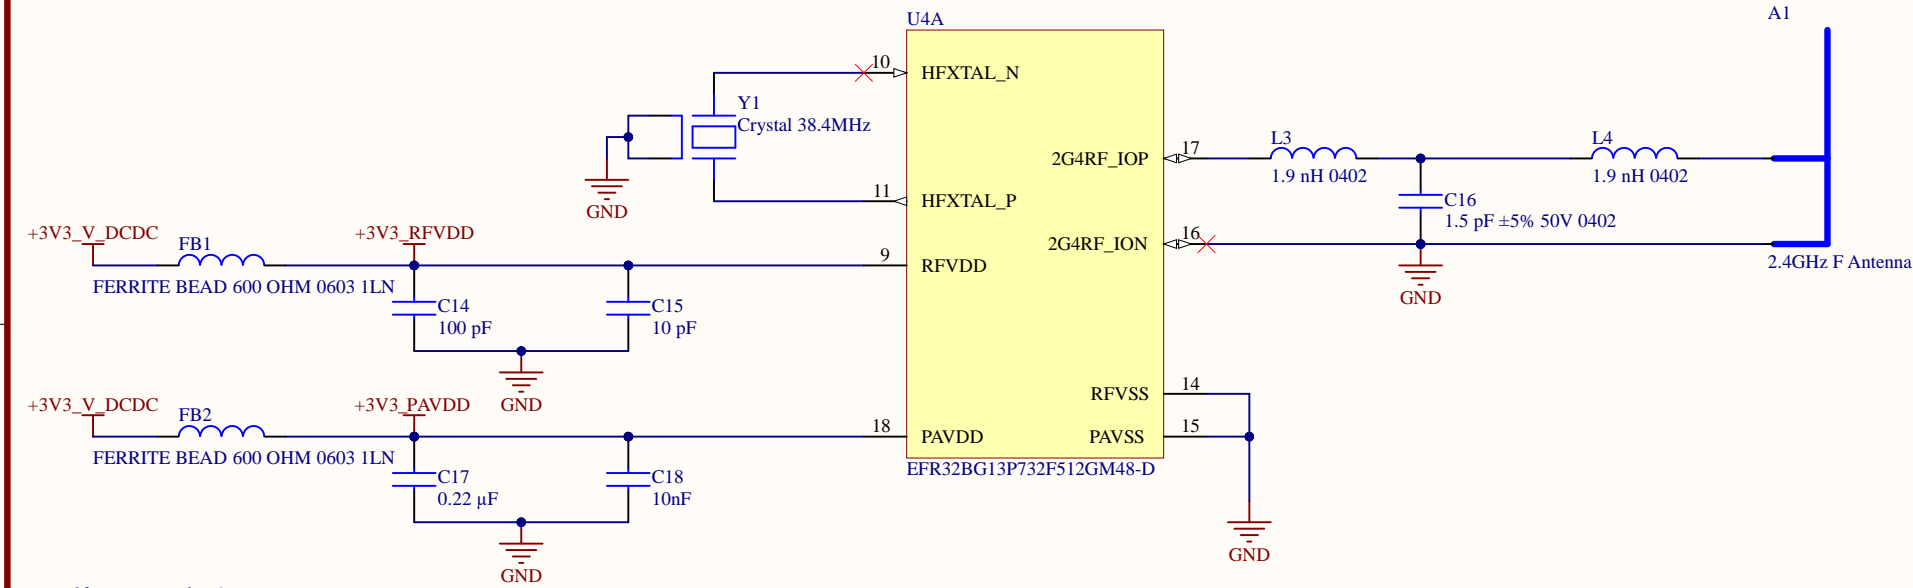 U4A
A1
10
HFXTAL_N
Y1
Crystal 38.4MHz
GND
11
HFXTAL_P
2G4RF_IOP
17
L3
1.9 nH 0402
L4
1.9 nH 0402
C16
1.5 pF ±5% 50V 0402
2G4RF_ION
16
GND
2.4GHz F Antenna
+3V3_V_DCDC
FB1
FERRITE BEAD 600 OHM 0603 1LN
+3V3_RFVDD
9
RFVDD
C14
100 pF
C15
10 pF
GND
+3V3_V_DCDC
FB2
FERRITE BEAD 600 OHM 0603 1LN
+3V3_PAVDD
18
PAVDD
C17
0.22 µF
C18
10nF
GND
RFVSS
14
PAVSS
15
EFR32BG13P732F512GM48-D
GND